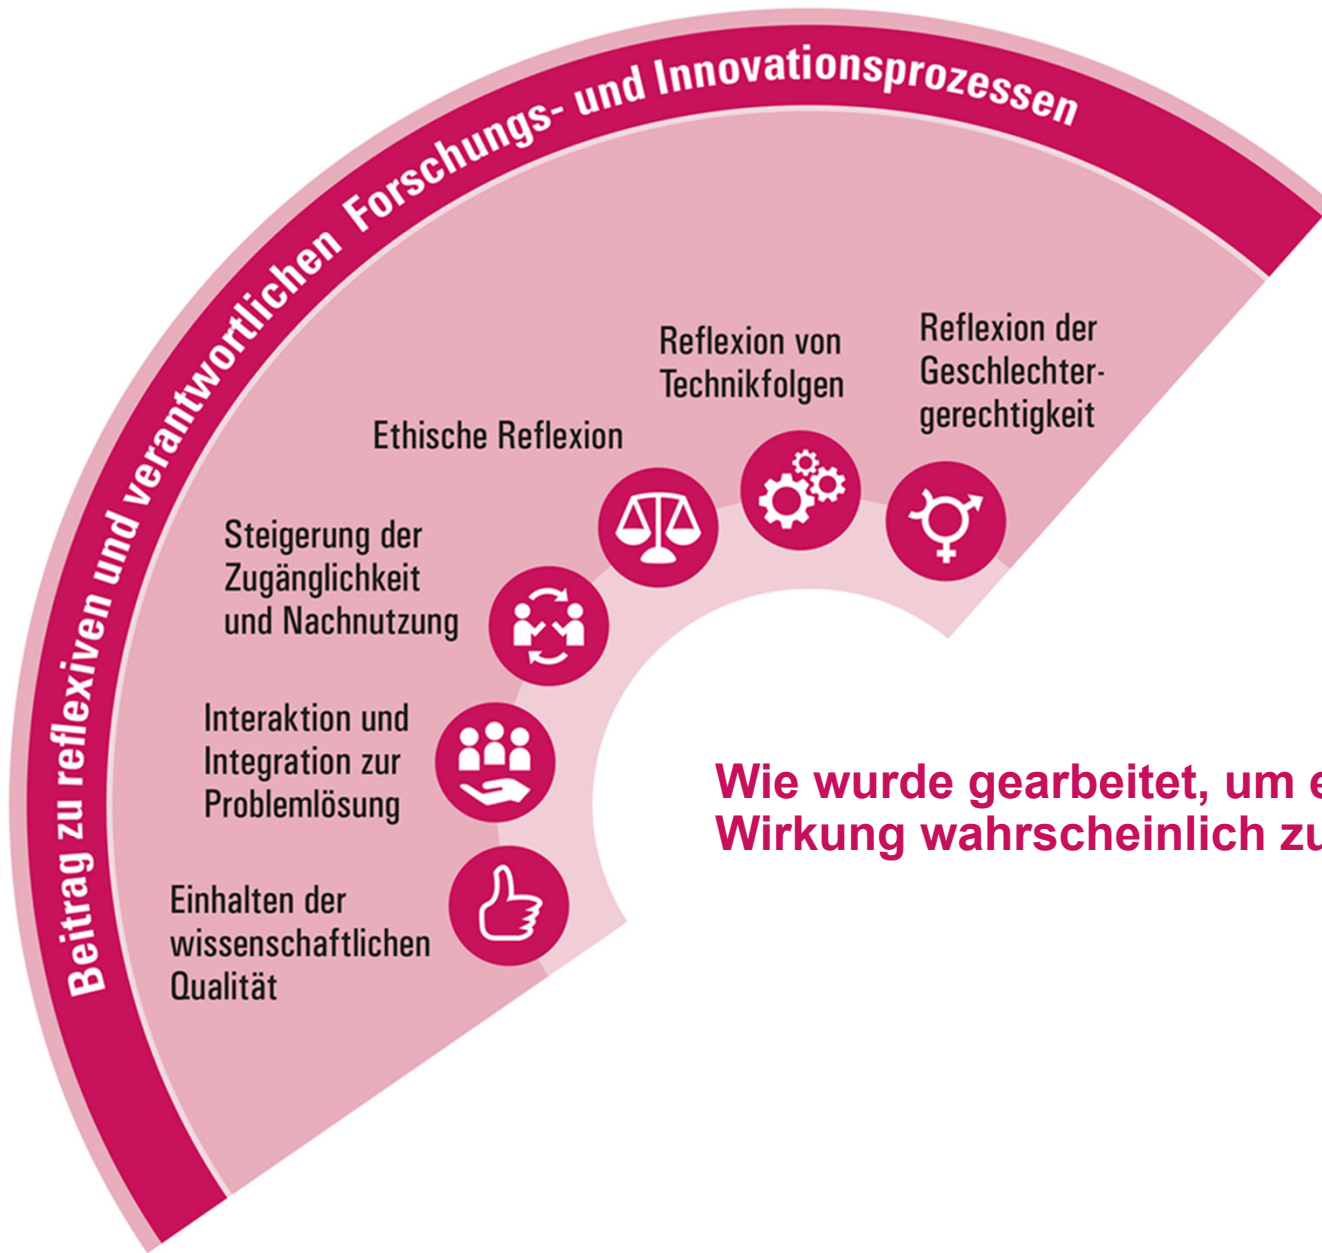 Beitrag zu reflexiven und verantwortlichen Forschungs- und Innovationsprozessen
Reflexion von
Technikfolgen
Reflexion der
Geschlechter-
gerechtigkeit
Ethische Reflexion
Steigerung der
Zugänglichkeit
und Nachnutzung
Interaktion und
Integration zur
Problemlösung
Einhalten der
wissenschaftlichen
Qualität
Wie wurde gearbeitet, um
Wirkung wahrscheinlich zu